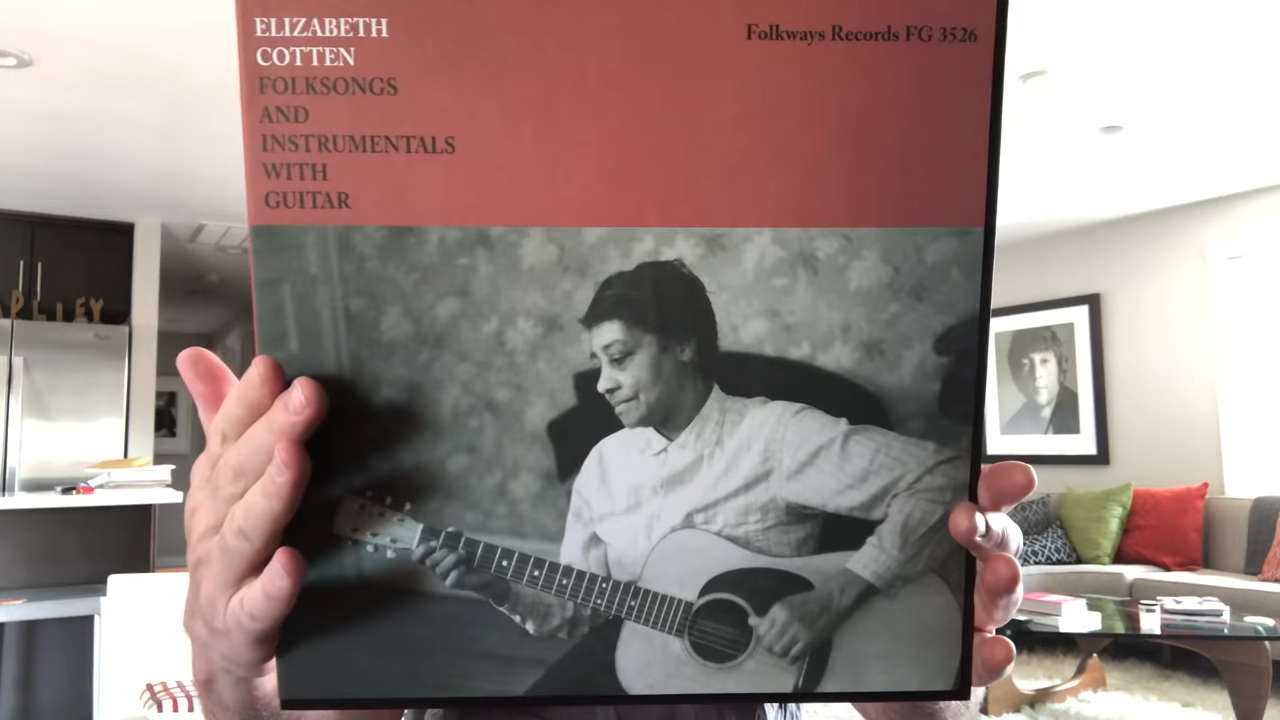 ELIZABETH
COTTEN
FOLKSONGS
AND
INSTRUMENTALS
WITH
GUITAR
Folkways Records FG 3526